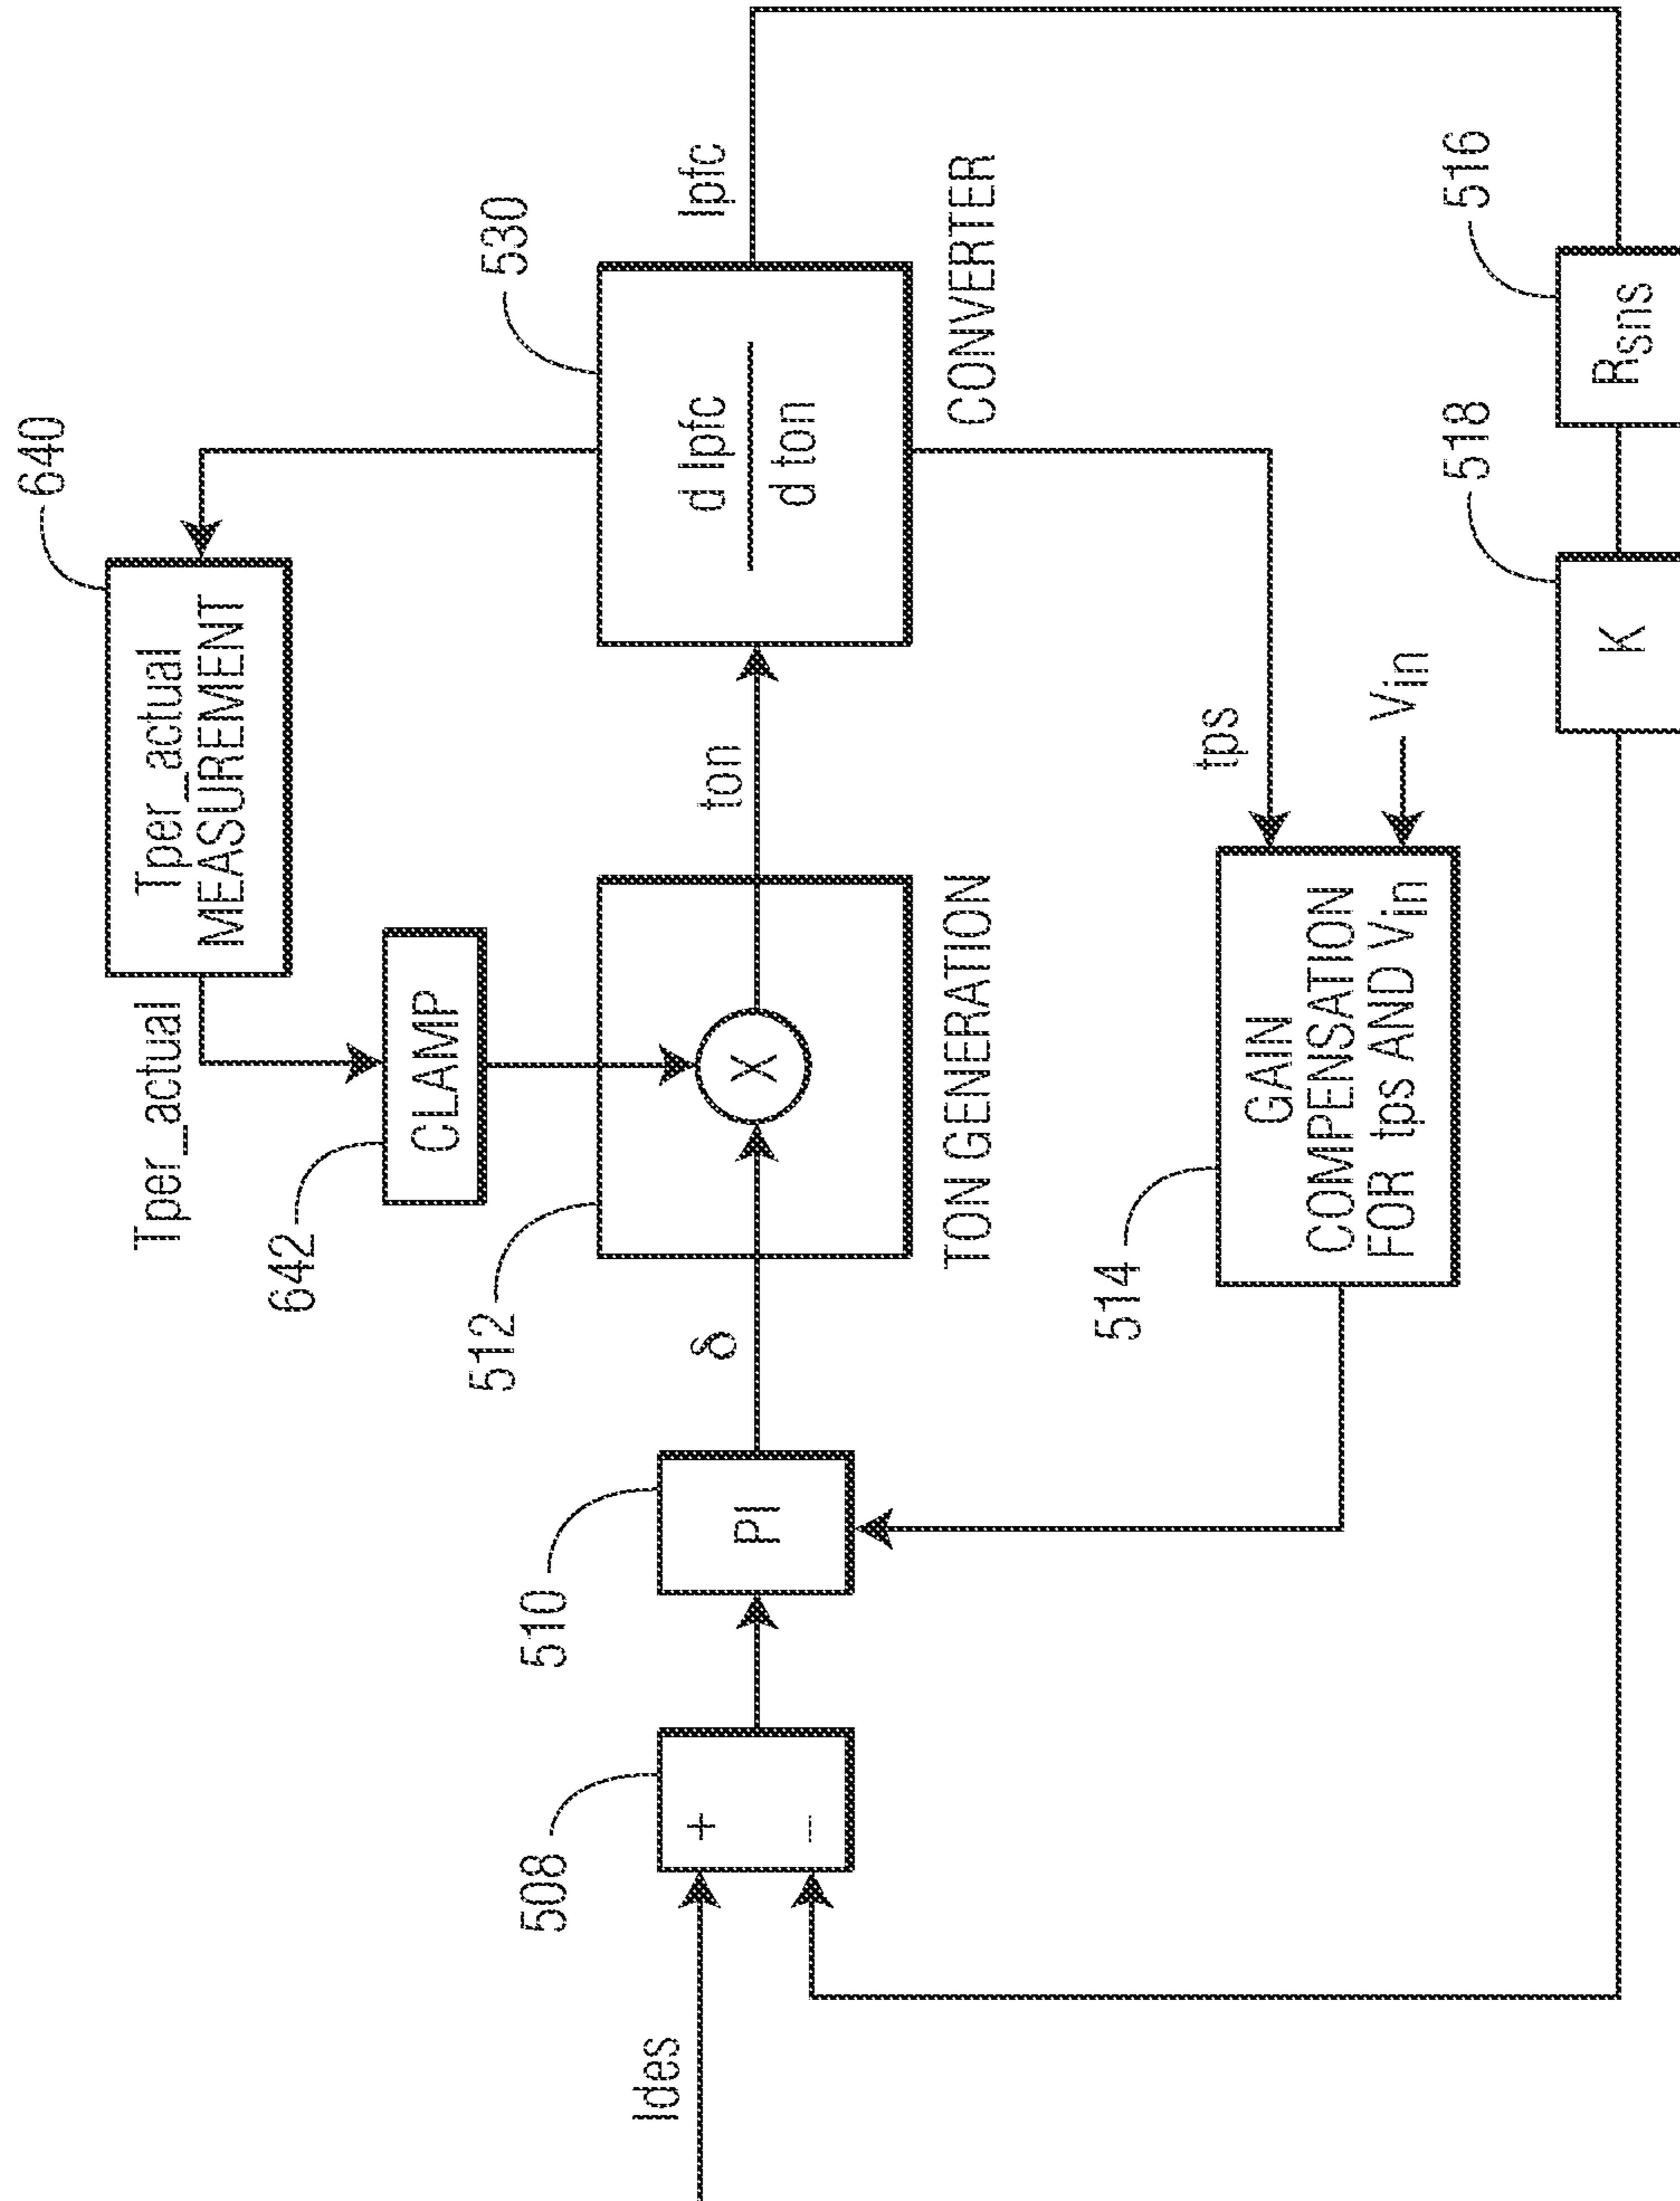 640
Tper_actual
MEASUREMENT
Tper_actual
642
CLAMP
530
d Ipfc
d ton
CONVERTER
Ipfc
512
X
TON GENERATION
ton
δ
510
PI
508
+
−
Ides
514
GAIN
COMPENSATION
FOR tps AND Vin
tps
Vin
518
K
516
Rsns